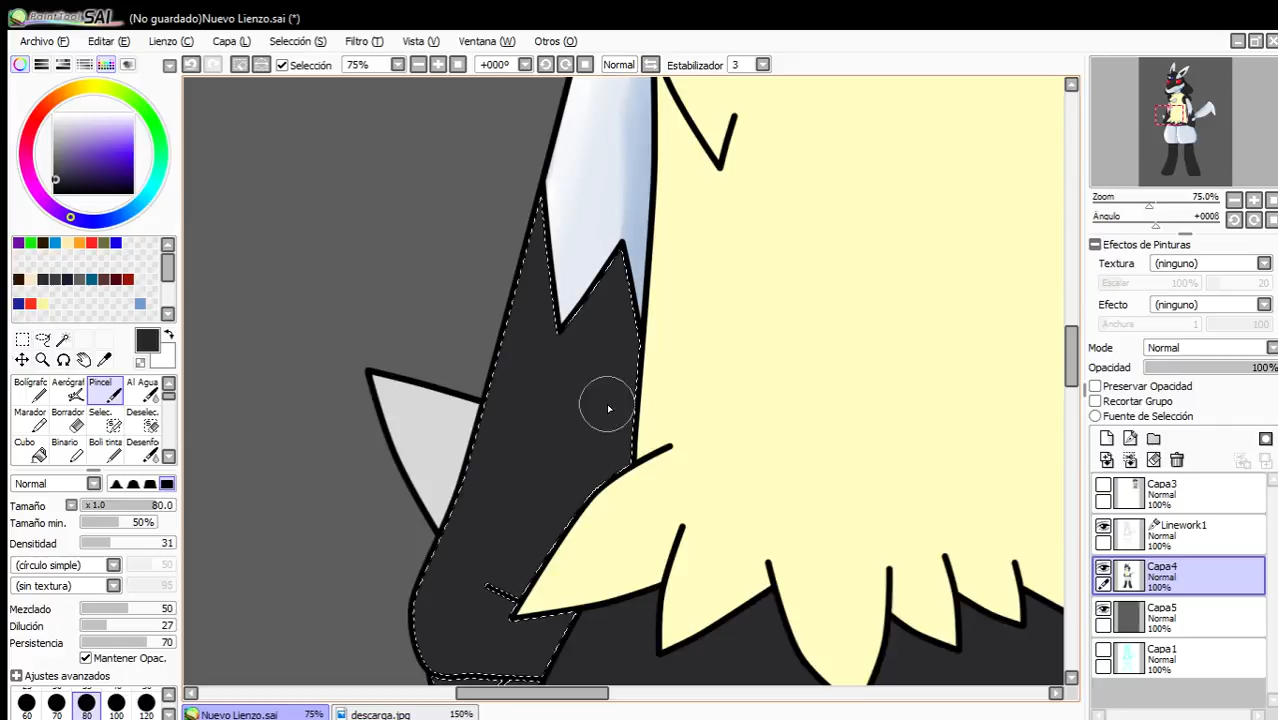 PaintTool SAI (No guardado)Nuevo Lienzo.sai (*)
Archivo (F) Editar (E) Lienzo (C) Capa (L) Selección (S) Filtro (T) Vista (V) Ventana (W) Otros (O)
Selección 75% +000° Normal Estabilizador 3
Zoom 75.0%
Ángulo +000ß
Efectos de Pinturas
Textura (ninguno)
Escalar 100% 20
Efecto (ninguno)
Anchura 1 100
Modo Normal
Opacidad 100%
Preservar Opacidad
Recortar Grupo
Fuente de Selección
Capa3
Normal
100%
Linework1
Normal
100%
Capa4
Normal
100%
Capa5
Normal
100%
Capa1
Normal
100%
Bolígrafo Aerógraf Pincel Al Agua
Marador Borrador Selec. Deselec.
Cubo Binario Boli tinta Desenfo
Normal
Tamaño x 1.0 80.0
Tamaño min. 50%
Densitidad 31
(círculo simple) 50
(sin textura) 95
Mezclado 50
Dilución 27
Persistencia 70
Mantener Opac.
Ajustes avanzados
60 70 80 100 120
Nuevo Lienzo.sai 75% descarga.jpg 150%